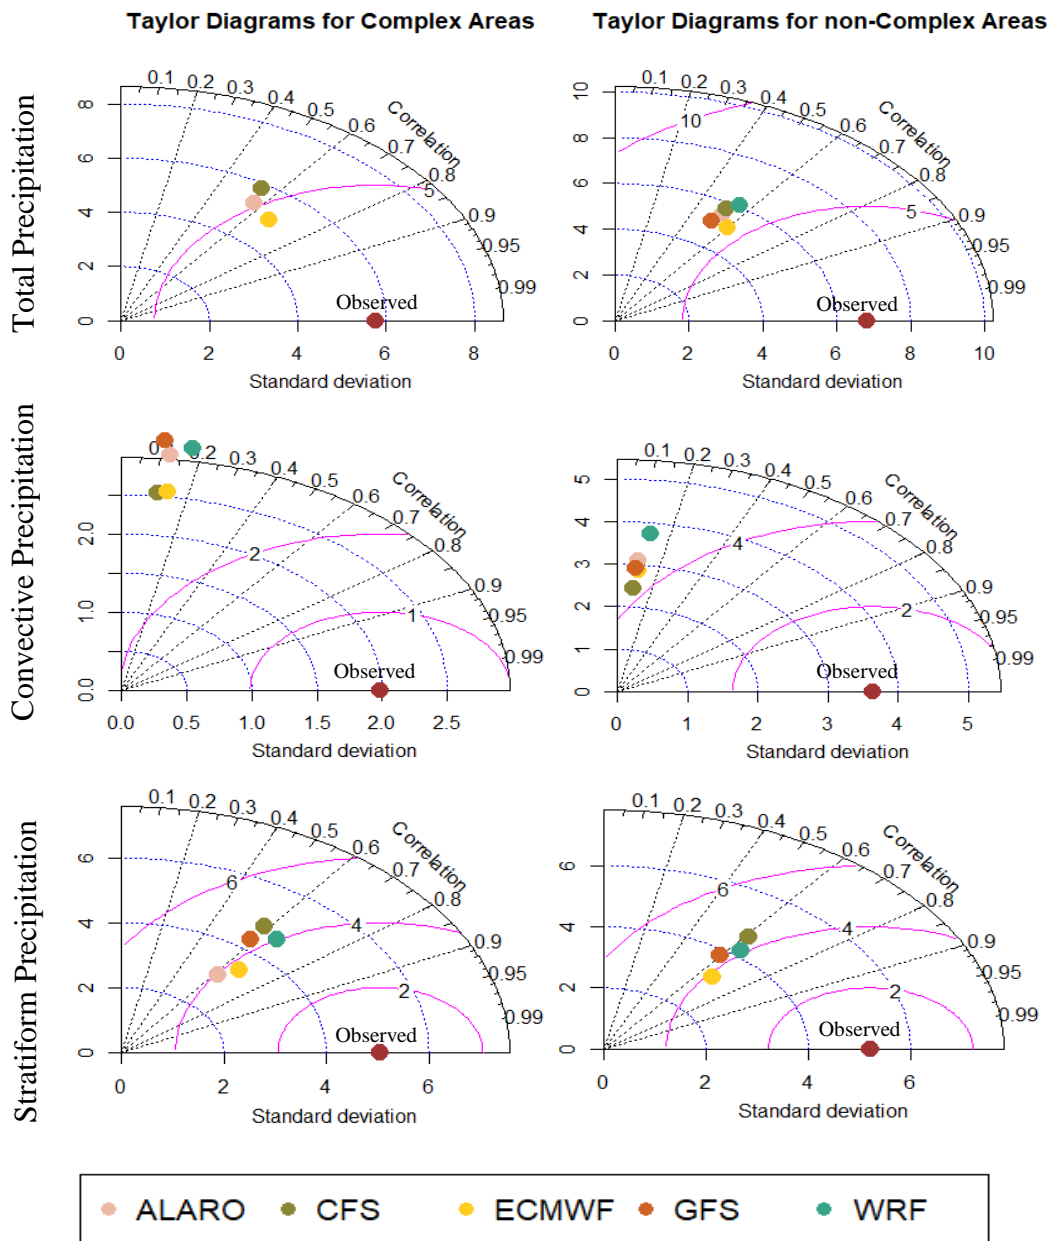 Taylor Diagrams for Complex Areas
Taylor Diagrams for non-Complex Areas
Total Precipitation
0.1 0.2 0.3 0.4 0.5 0.6 0.7 0.8 0.9 0.95 0.99
Correlation
8
6
4
2
0
5
Observed
0 2 4 6 8
Standard deviation
0.1 0.2 0.3 0.4 0.5 0.6 0.7 0.8 0.9 0.95 0.99
Correlation
10
8
6
4
2
0
10
5
Observed
0 2 4 6 8 10
Standard deviation
Convective Precipitation
0.2 0.3 0.4 0.5 0.6 0.7 0.8 0.9 0.95 0.99
Correlation
2.0
1.0
0.0
2
1
Observed
0.0 0.5 1.0 1.5 2.0 2.5
Standard deviation
0.1 0.2 0.3 0.4 0.5 0.6 0.7 0.8 0.9 0.95 0.99
Correlation
5
4
3
2
1
0
4
2
Observed
0 1 2 3 4 5
Standard deviation
Stratiform Precipitation
0.1 0.2 0.3 0.4 0.5 0.6 0.7 0.8 0.9 0.95 0.99
Correlation
6
4
2
0
6
4
2
Observed
0 2 4 6
Standard deviation
0.1 0.2 0.3 0.4 0.5 0.6 0.7 0.8 0.9 0.95 0.99
Correlation
6
4
2
0
6
4
2
Observed
0 2 4 6
Standard deviation
ALARO CFS ECMWF GFS WRF